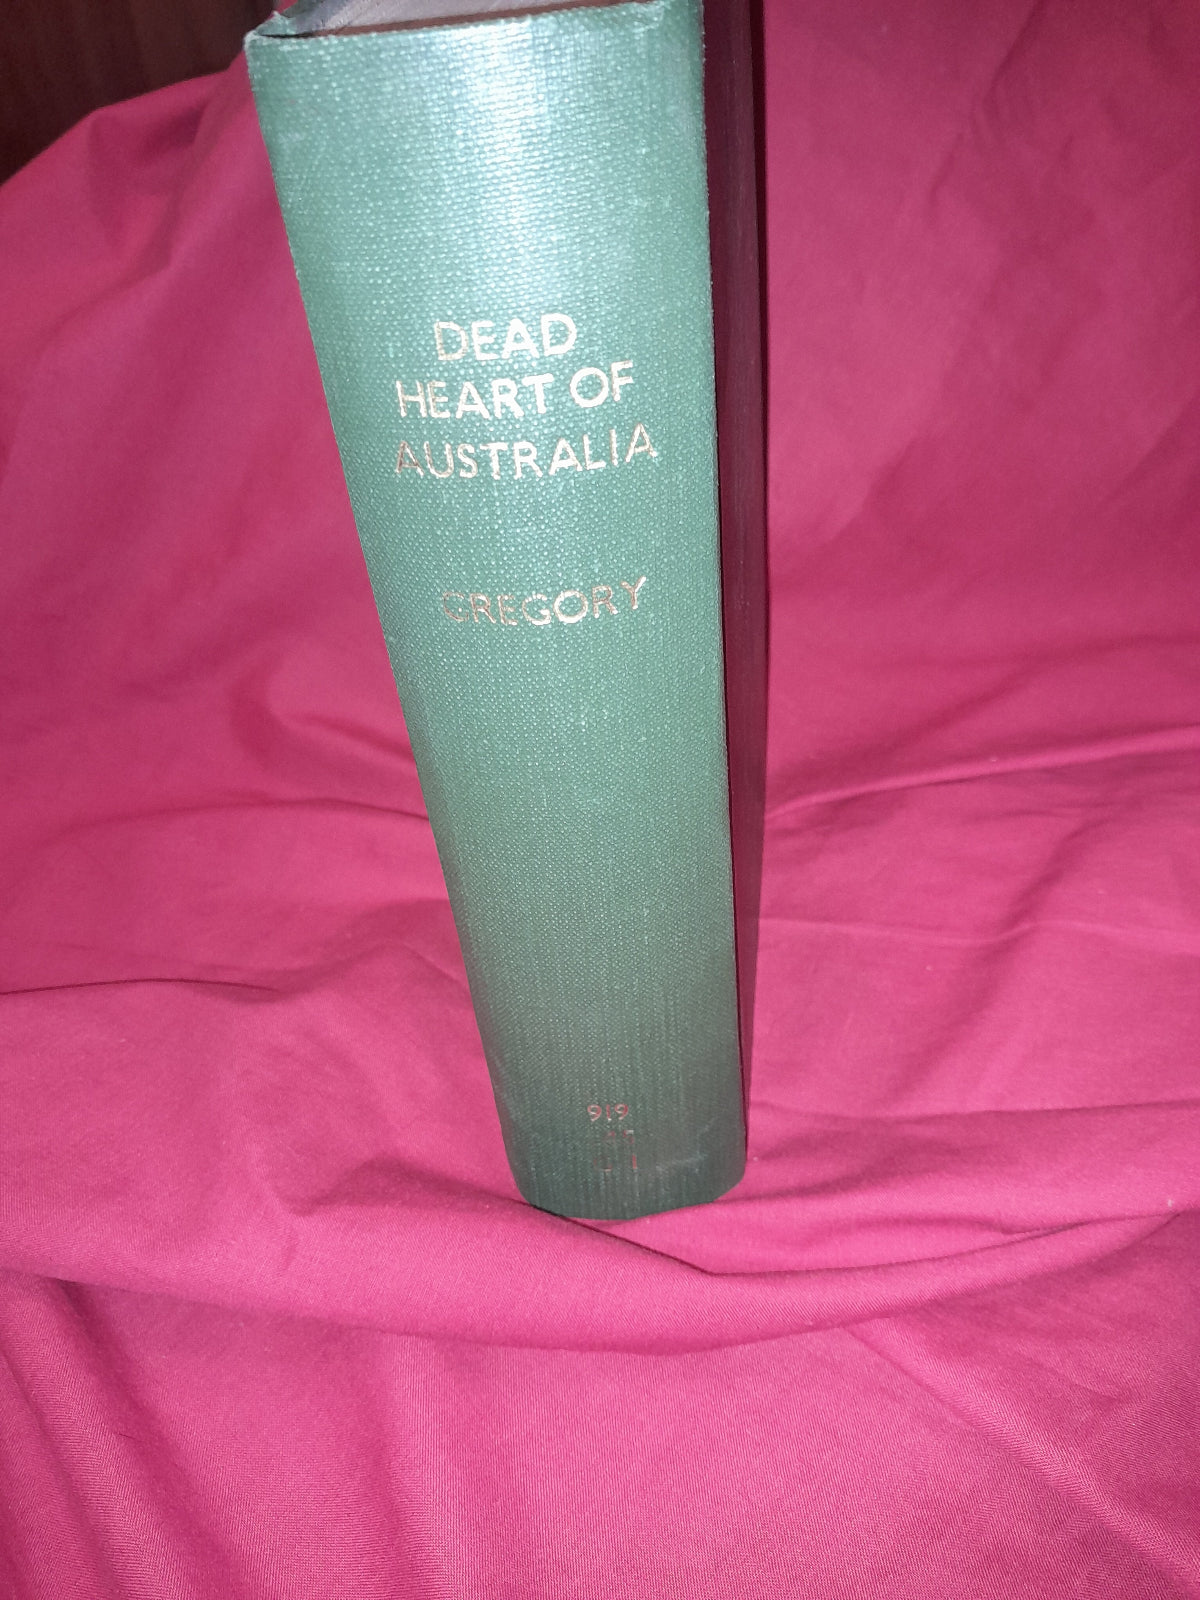 DEAD
HEART OF
AUSTRALIA
GREGORY
919